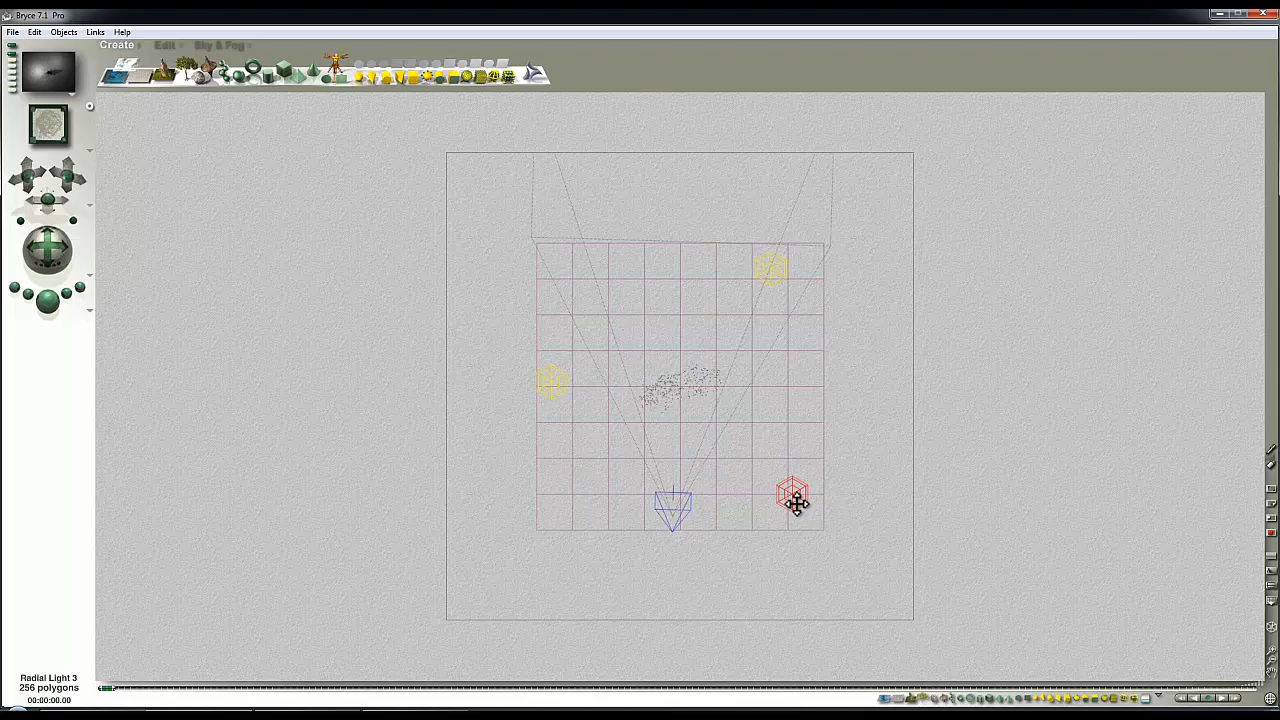 Bryce 7.1 Pro
File Edit Objects Links Help
Create Edit Sky & Fog
Radial Light 3
256 polygons
00:00:00.00